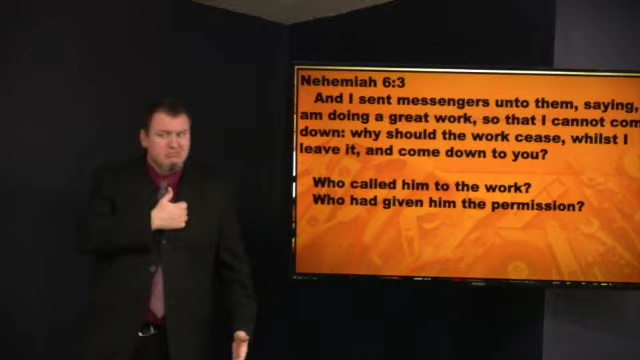 Nehemiah 6:3
And I sent messengers unto them, saying,
am doing a great work, so that I cannot com
down: why should the work cease, whilst I
leave it, and come down to you?
Who called him to the work?
Who had given him the permission?